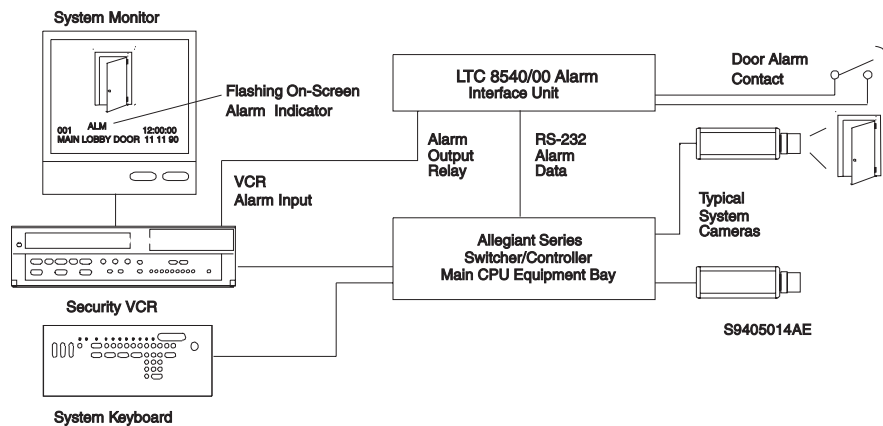 System Monitor
Flashing On-Screen
Alarm Indicator
ALM
001 12:00:00
MAIN LOBBY DOOR 11 11 90
LTC 8540/00 Alarm
Interface Unit
Door Alarm
Contact
Alarm
Output
Relay
RS-232
Alarm
Data
VCR
Alarm Input
Typical
System
Cameras
Allegiant Series
Switcher/Controller
Main CPU Equipment Bay
Security VCR
S9405014AE
System Keyboard